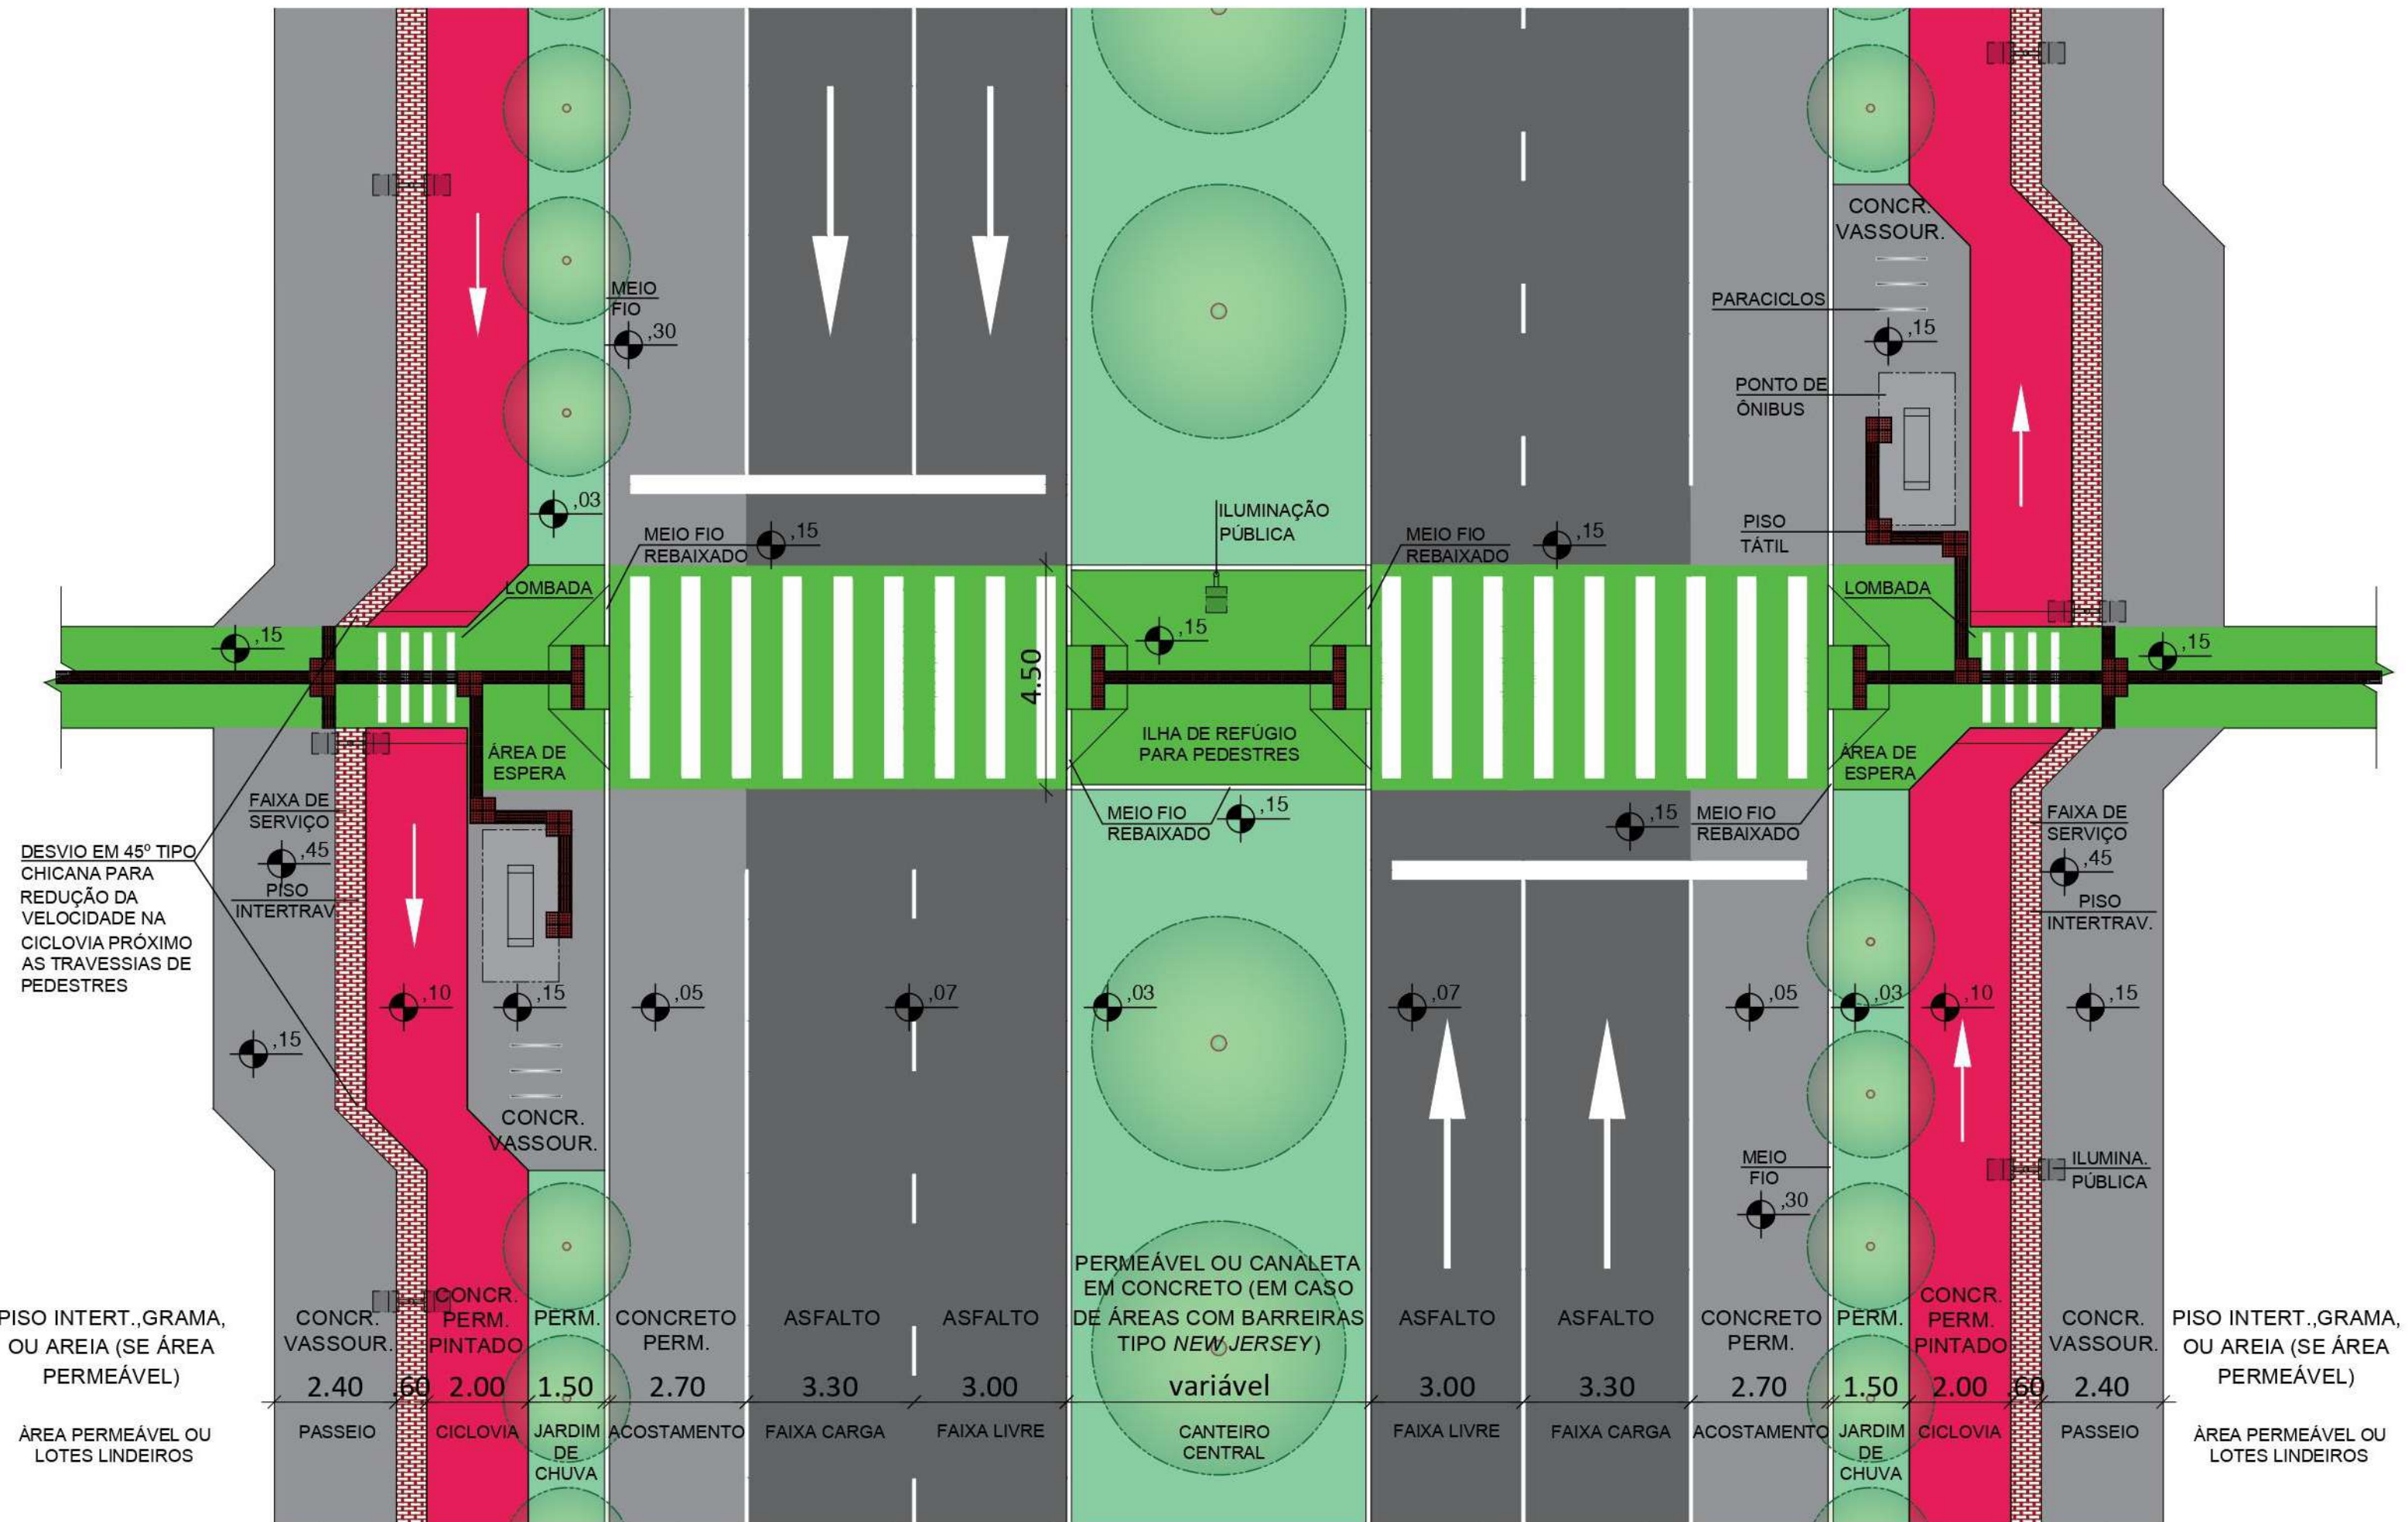 CONCR.
VASSOUR.
MEIO
FIO
,30
PARACICLOS
,15
PONTO DE
ÔNIBUS
,03
ILUMINAÇÃO
PÚBLICA
MEIO FIO
REBAIXADO
,15
MEIO FIO
REBAIXADO
,15
PISO
TÁTIL
LOMBADA
LOMBADA
,15
,15
,15
4.50
ÁREA DE
ESPERA
ILHA DE REFÚGIO
PARA PEDESTRES
ÁREA DE
ESPERA
FAIXA DE
SERVIÇO
MEIO FIO
REBAIXADO
,15
,15
MEIO FIO
REBAIXADO
FAIXA DE
SERVIÇO
DESVIO EM 45º TIPO
CHICANA PARA
REDUÇÃO DA
VELOCIDADE NA
CICLOVIA PRÓXIMO
AS TRAVESSIAS DE
PEDESTRES
,45
PISO
INTERTRAV
,45
PISO
INTERTRAV.
,10
,15
,05
,07
,03
,07
,05
,03
,10
,15
,15
CONCR.
VASSOUR.
MEIO
FIO
,30
ILUMINA.
PÚBLICA
PISO INTERT.,GRAMA,
OU AREIA (SE ÁREA
PERMEÁVEL)
CONCR.
VASSOUR.
CONCR.
PERM.
PINTADO
PERM.
CONCRETO
PERM.
ASFALTO
ASFALTO
PERMEÁVEL OU CANALETA
EM CONCRETO (EM CASO
DE ÁREAS COM BARREIRAS
TIPO NEW JERSEY)
ASFALTO
ASFALTO
CONCRETO
PERM.
PERM.
CONCR.
PERM.
PINTADO
CONCR.
VASSOUR.
PISO INTERT.,GRAMA,
OU AREIA (SE ÁREA
PERMEÁVEL)
2.40 .60 2.00 1.50 2.70 3.30 3.00 variável 3.00 3.30 2.70 1.50 2.00 .60 2.40
ÀREA PERMEÁVEL OU
LOTES LINDEIROS
PASSEIO
CICLOVIA
JARDIM
DE
CHUVA
ACOSTAMENTO
FAIXA CARGA
FAIXA LIVRE
CANTEIRO
CENTRAL
FAIXA LIVRE
FAIXA CARGA
ACOSTAMENTO
JARDIM
DE
CHUVA
CICLOVIA
PASSEIO
ÀREA PERMEÁVEL OU
LOTES LINDEIROS